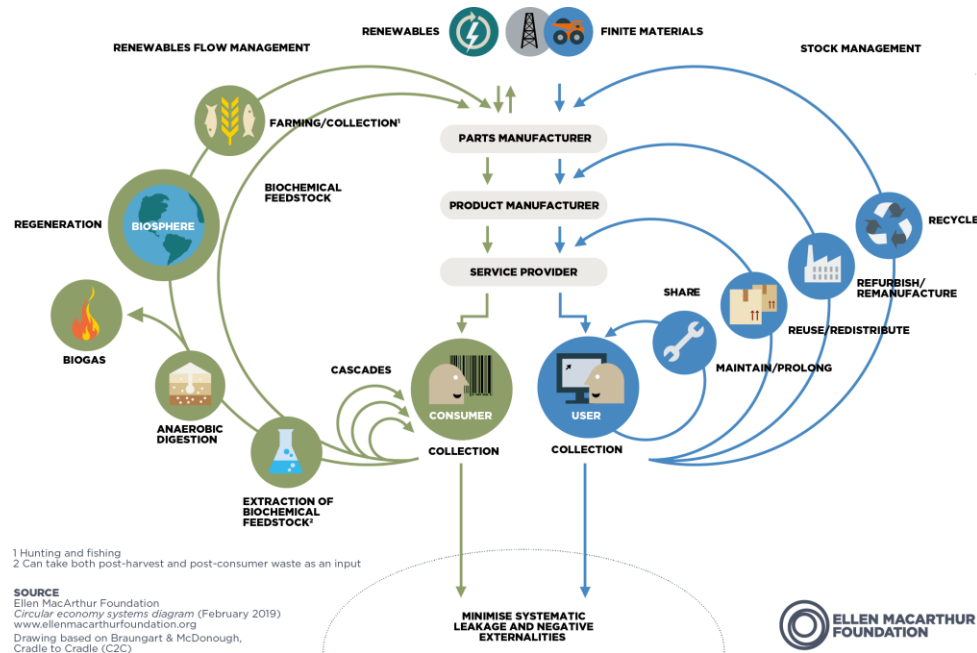 RENEWABLES FLOW MANAGEMENT
RENEWABLES
FINITE MATERIALS
STOCK MANAGEMENT
FARMING/COLLECTION¹
PARTS MANUFACTURER
BIOCHEMICAL
FEEDSTOCK
PRODUCT MANUFACTURER
REGENERATION
BIOSPHERE
RECYCLE
SERVICE PROVIDER
SHARE
REFURBISH/
REMANUFACTURE
REUSE/REDISTRIBUTE
BIOGAS
CASCADES
MAINTAIN/PROLONG
CONSUMER
USER
ANAEROBIC
DIGESTION
COLLECTION
COLLECTION
EXTRACTION OF
BIOCHEMICAL
FEEDSTOCK²
1 Hunting and fishing
2 Can take both post-harvest and post-consumer waste as an input
SOURCE
Ellen MacArthur Foundation
Circular economy systems diagram (February 2019)
www.ellenmacarthurfoundation.org
Drawing based on Braungart & McDonough,
Cradle to Cradle (C2C)
MINIMISE SYSTEMATIC
LEAKAGE AND NEGATIVE
EXTERNALITIES
ELLEN MACARTHUR
FOUNDATION